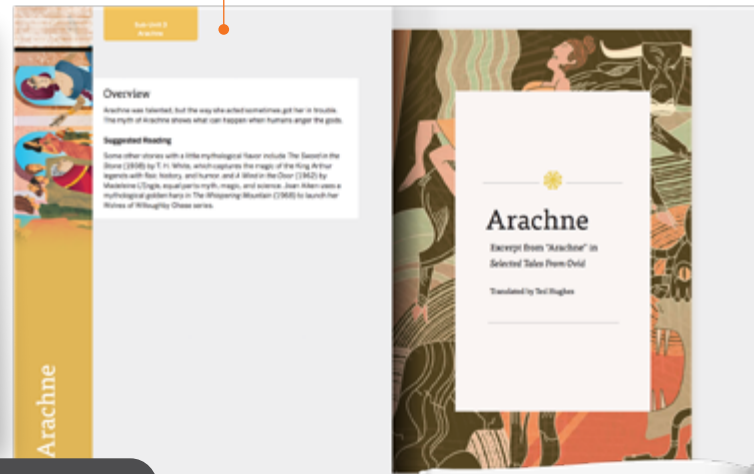 Sub-Unit 3
Arachne
Overview
Arachne was talented, but the way she acted sometimes got her in trouble.
The myth of Arachne shows what can happen when humans anger the gods.
Suggested Reading
Some other stories with a little mythological flavor include The Sword in the
Stone (1938) by T. H. White, which captures the magic of the King Arthur
legends with flair, history, and humor, and A Wind in the Door (1962) by
Madeleine L'Engle, equal parts myth, magic, and science. Joan Aiken uses a
mythological golden harp in The Whispering Mountain (1968) to launch her
Wolves of Willoughby Chase series.
Arachne
Arachne
Excerpt from "Arachne" in
Selected Tales From Ovid
Translated by Ted Hughes